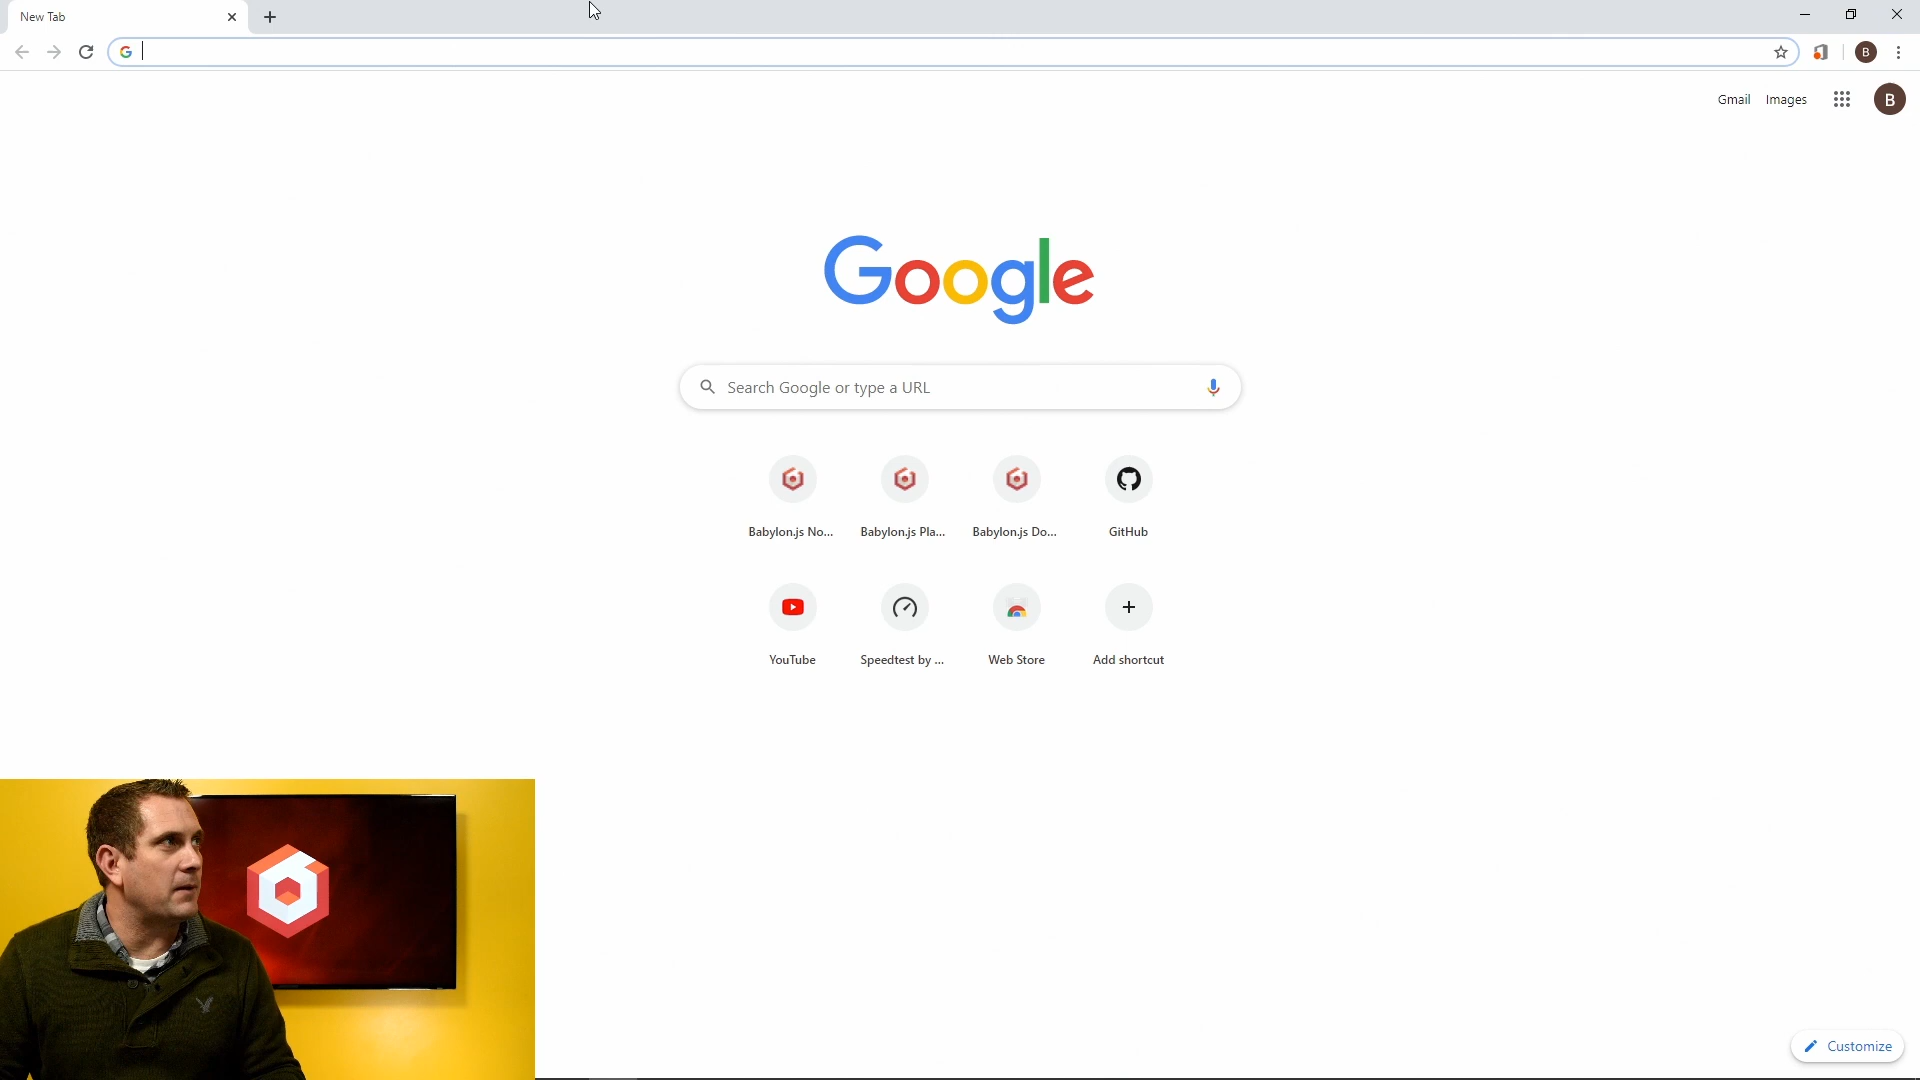 New Tab
B
Gmail Images
B
Google
Search Google or type a URL
Babylon.js No... Babylon.js Pla... Babylon.js Do... GitHub
YouTube Speedtest by ... Web Store Add shortcut
Customize